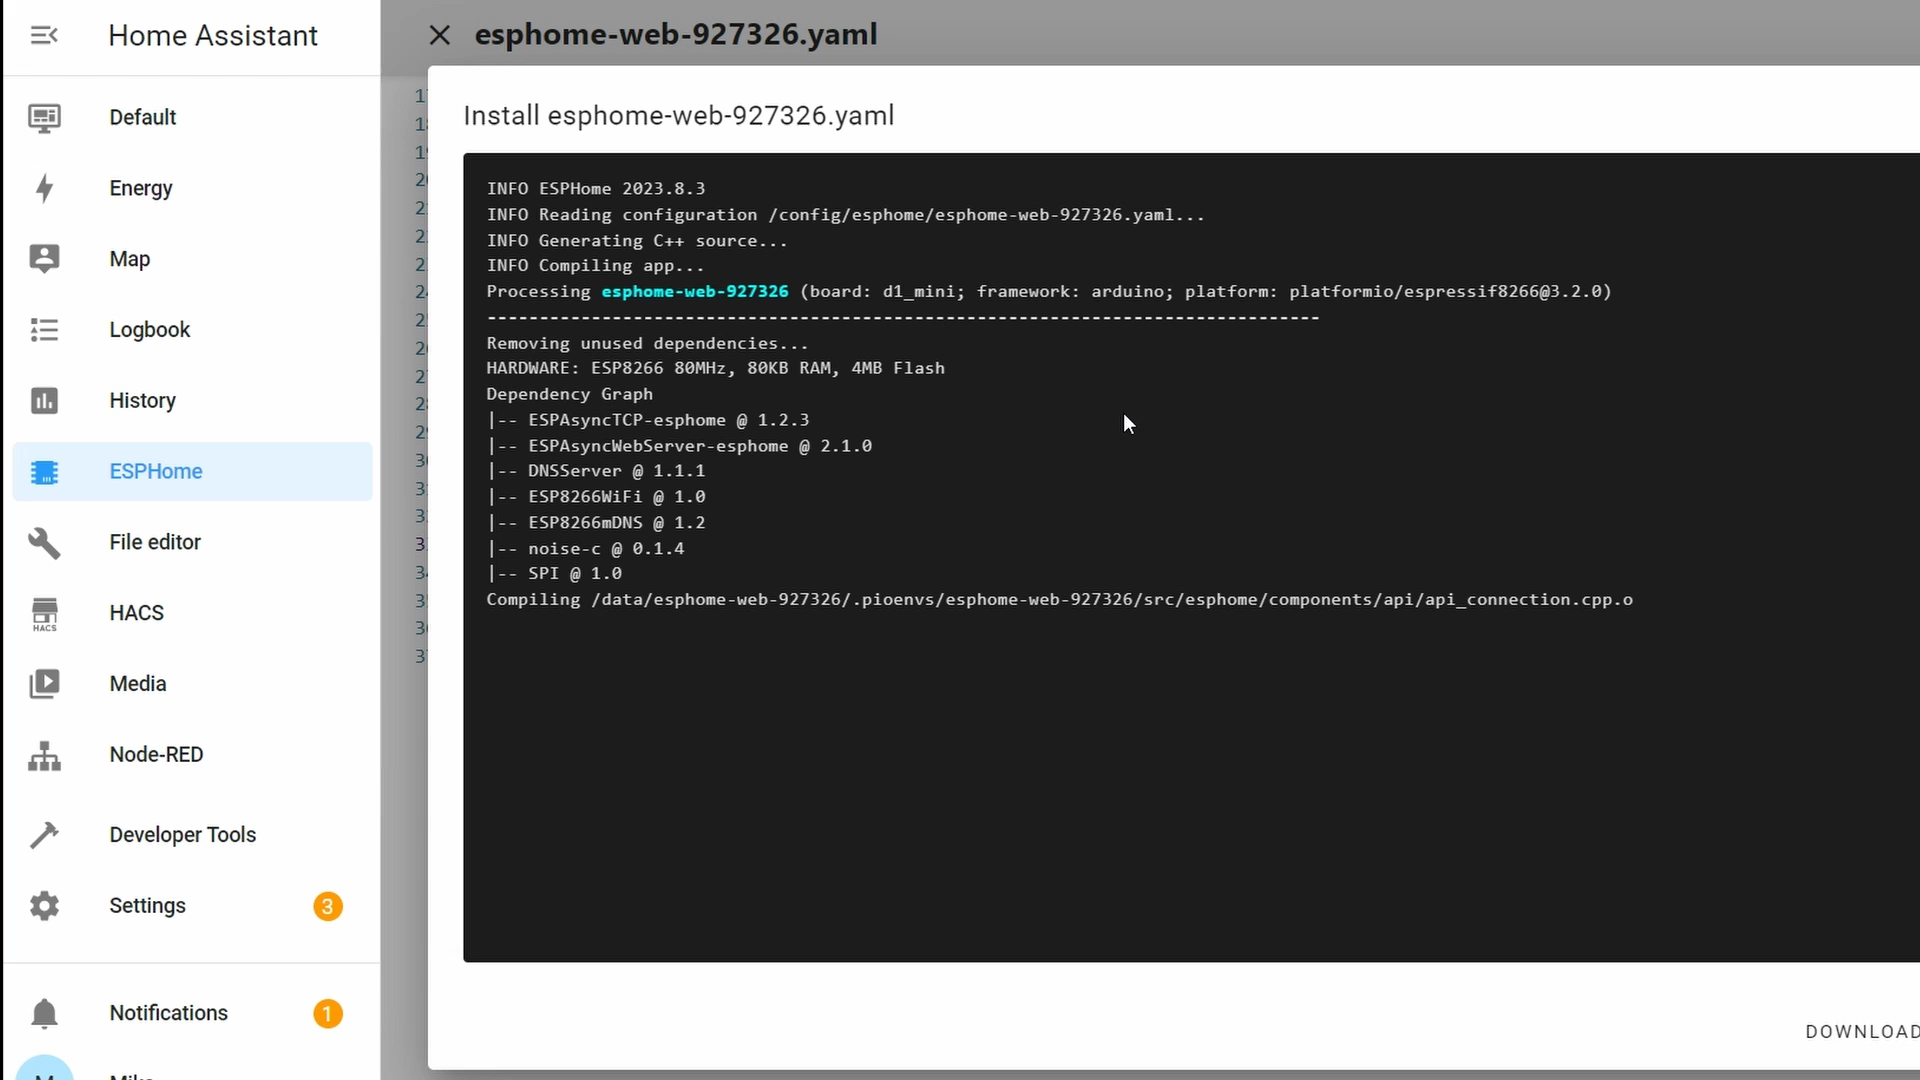 Home Assistant
Default
Energy
Map
Logbook
History
ESPHome
File editor
HACS
HACS
Media
Node-RED
Developer Tools
Settings 3
Notifications 1
esphome-web-927326.yaml
Install esphome-web-927326.yaml
INFO ESPHome 2023.8.3
INFO Reading configuration /config/esphome/esphome-web-927326.yaml...
INFO Generating C++ source...
INFO Compiling app...
Processing esphome-web-927326 (board: d1_mini; framework: arduino; platform: platformio/espressif8266@3.2.0)
--------------------------------------------------------------------------------
Removing unused dependencies...
HARDWARE: ESP8266 80MHz, 80KB RAM, 4MB Flash
Dependency Graph
|-- ESPAsyncTCP-esphome @ 1.2.3
|-- ESPAsyncWebServer-esphome @ 2.1.0
|-- DNSServer @ 1.1.1
|-- ESP8266WiFi @ 1.0
|-- ESP8266mDNS @ 1.2
|-- noise-c @ 0.1.4
|-- SPI @ 1.0
Compiling /data/esphome-web-927326/.pioenvs/esphome-web-927326/src/esphome/components/api/api_connection.cpp.o
DOWNLOAD